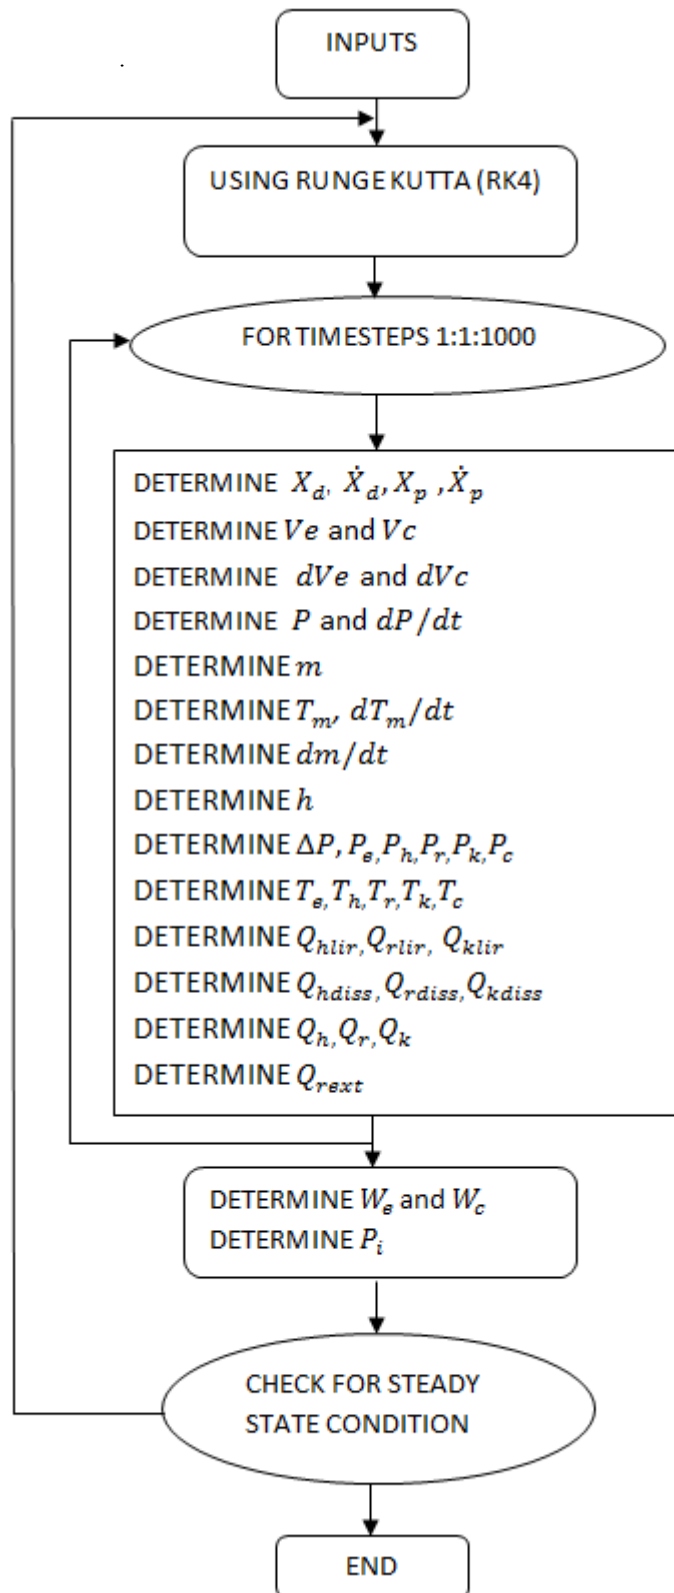 INPUTS
USING RUNGE KUTTA (RK4)
FOR TIMESTEPS 1:1:1000
DETERMINE X_d, Ẋ_d, X_p ,Ẋ_p
DETERMINE Ve and Vc
DETERMINE dVe and dVc
DETERMINE P and dP/dt
DETERMINE m
DETERMINE T_m, dT_m/dt
DETERMINE dm/dt
DETERMINE h
DETERMINE ΔP, P_e, P_h, P_r, P_k, P_c
DETERMINE T_e, T_h, T_r, T_k, T_c
DETERMINE Q_hlir, Q_rlir, Q_klir
DETERMINE Q_hdiss, Q_rdiss, Q_kdiss
DETERMINE Q_h, Q_r, Q_k
DETERMINE Q_rext
DETERMINE W_e and W_c
DETERMINE P_i
CHECK FOR STEADY
STATE CONDITION
END